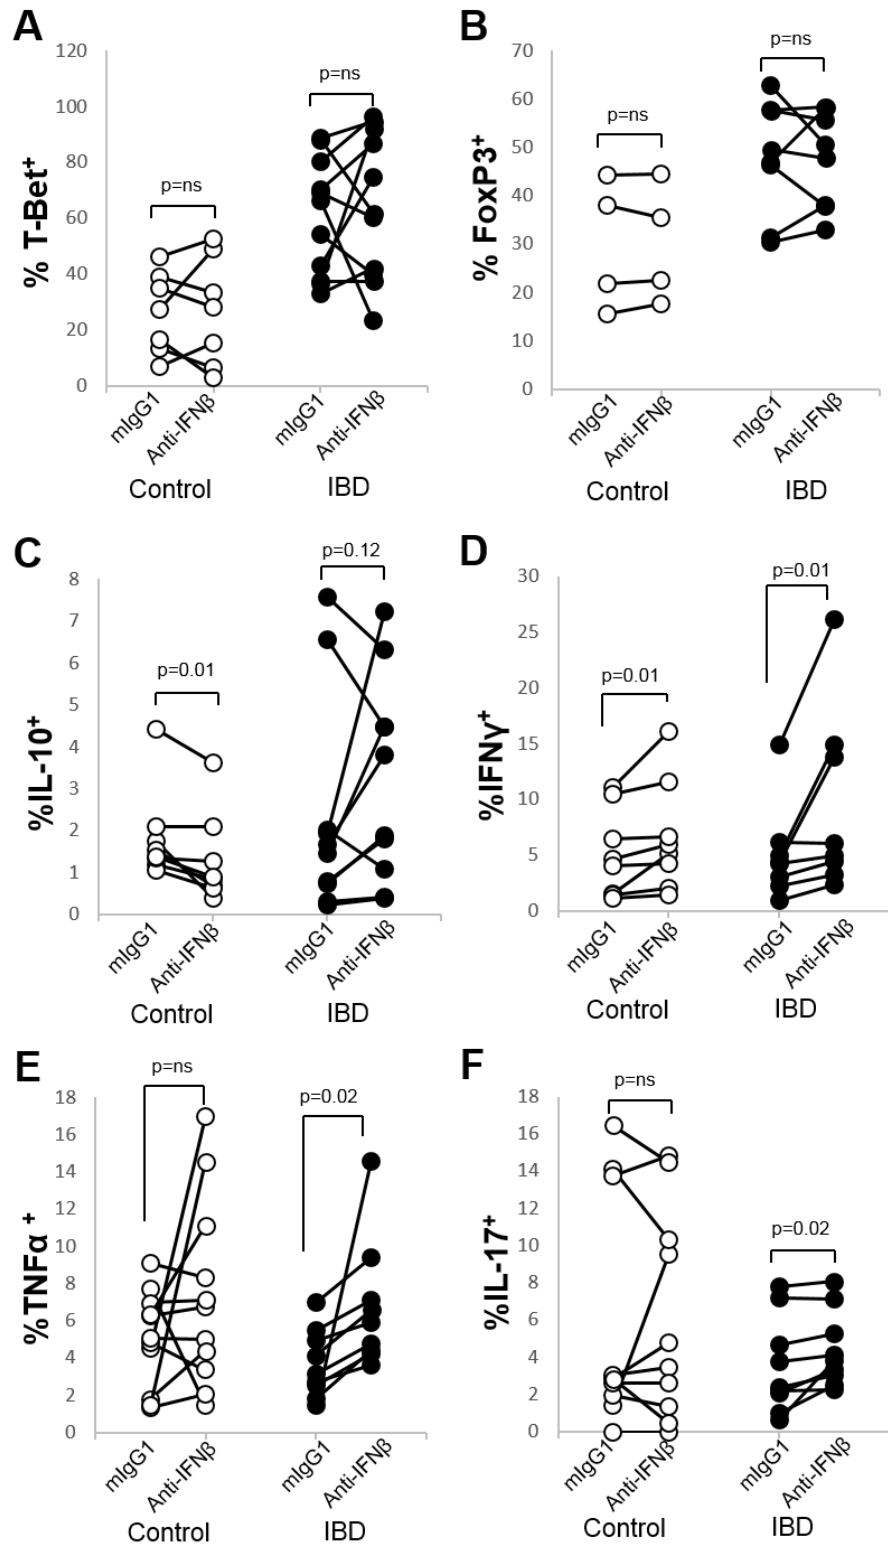 A
% T-Bet+
120
100
80
60
40
20
0
p=ns
p=ns
mIgG1
Anti-IFNβ
mIgG1
Anti-IFNβ
Control
IBD
B
% FoxP3+
70
60
50
40
30
20
10
0
p=ns
p=ns
mIgG1
Anti-IFNβ
mIgG1
Anti-IFNβ
Control
IBD
C
%IL-10+
8
7
6
5
4
3
2
1
0
p=0.01
p=0.12
mIgG1
Anti-IFNβ
mIgG1
Anti-IFNβ
Control
IBD
D
%IFNγ+
30
25
20
15
10
5
0
p=0.01
p=0.01
mIgG1
Anti-IFNβ
mIgG1
Anti-IFNβ
Control
IBD
E
%TNFα +
18
16
14
12
10
8
6
4
2
0
p=ns
p=0.02
mIgG1
Anti-IFNβ
mIgG1
Anti-IFNβ
Control
IBD
F
%IL-17+
18
16
14
12
10
8
6
4
2
0
p=ns
p=0.02
mIgG1
Anti-IFNβ
mIgG1
Anti-IFNβ
Control
IBD